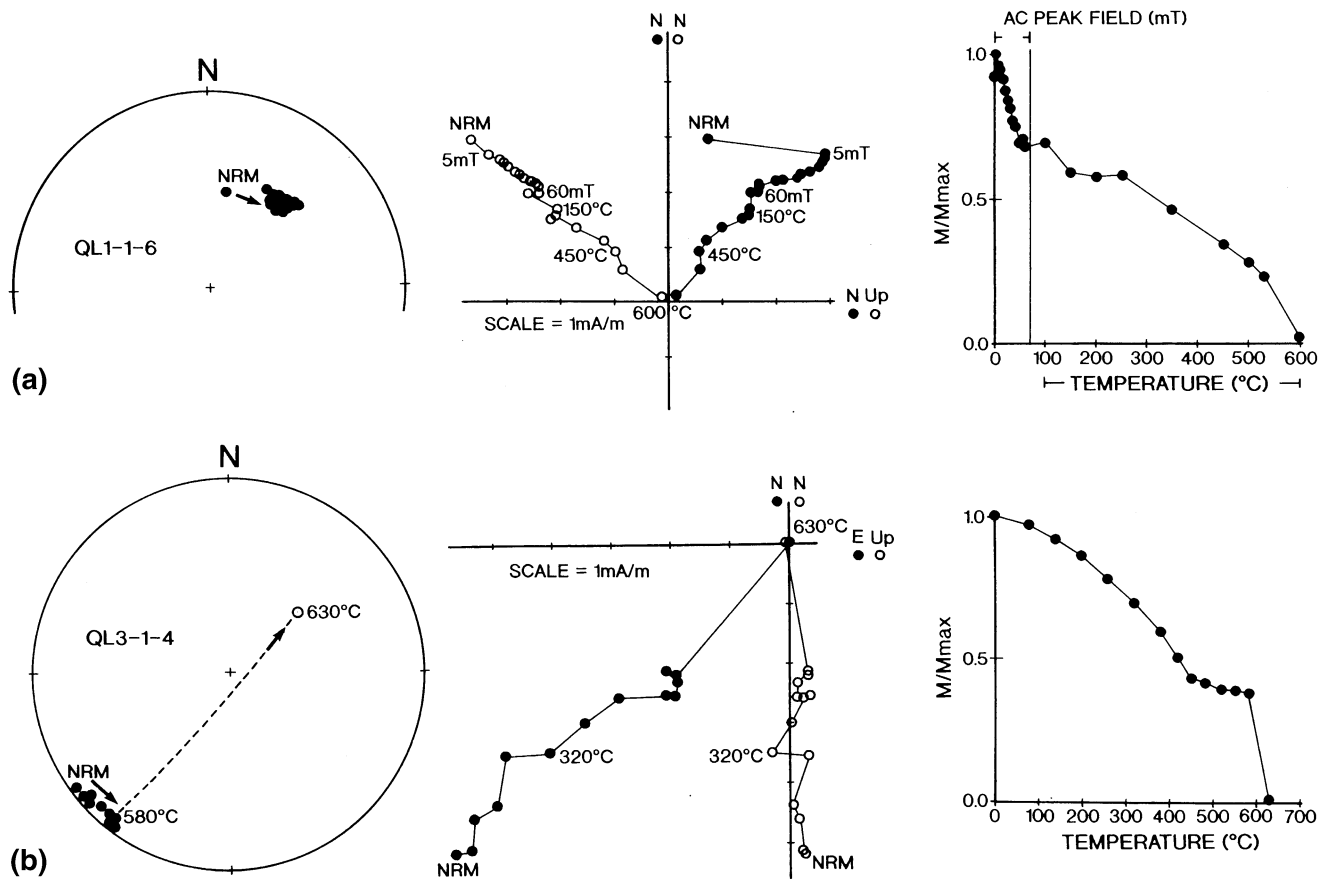 N
NRM
QL1-1-6
(a)
N N
NRM
5mT
60mT
150°C
450°C
600°C
NRM
5mT
60mT
150°C
450°C
N Up
SCALE = 1mA/m
AC PEAK FIELD (mT)
1.0
0.5
0.0
M/Mmax
0 100 200 300 400 500 600
TEMPERATURE (°C)
N
630°C
QL3-1-4
NRM
580°C
(b)
N N
630°C
E Up
SCALE = 1mA/m
320°C
320°C
NRM
NRM
1.0
0.5
0.0
M/Mmax
0 100 200 300 400 500 600 700
TEMPERATURE (°C)